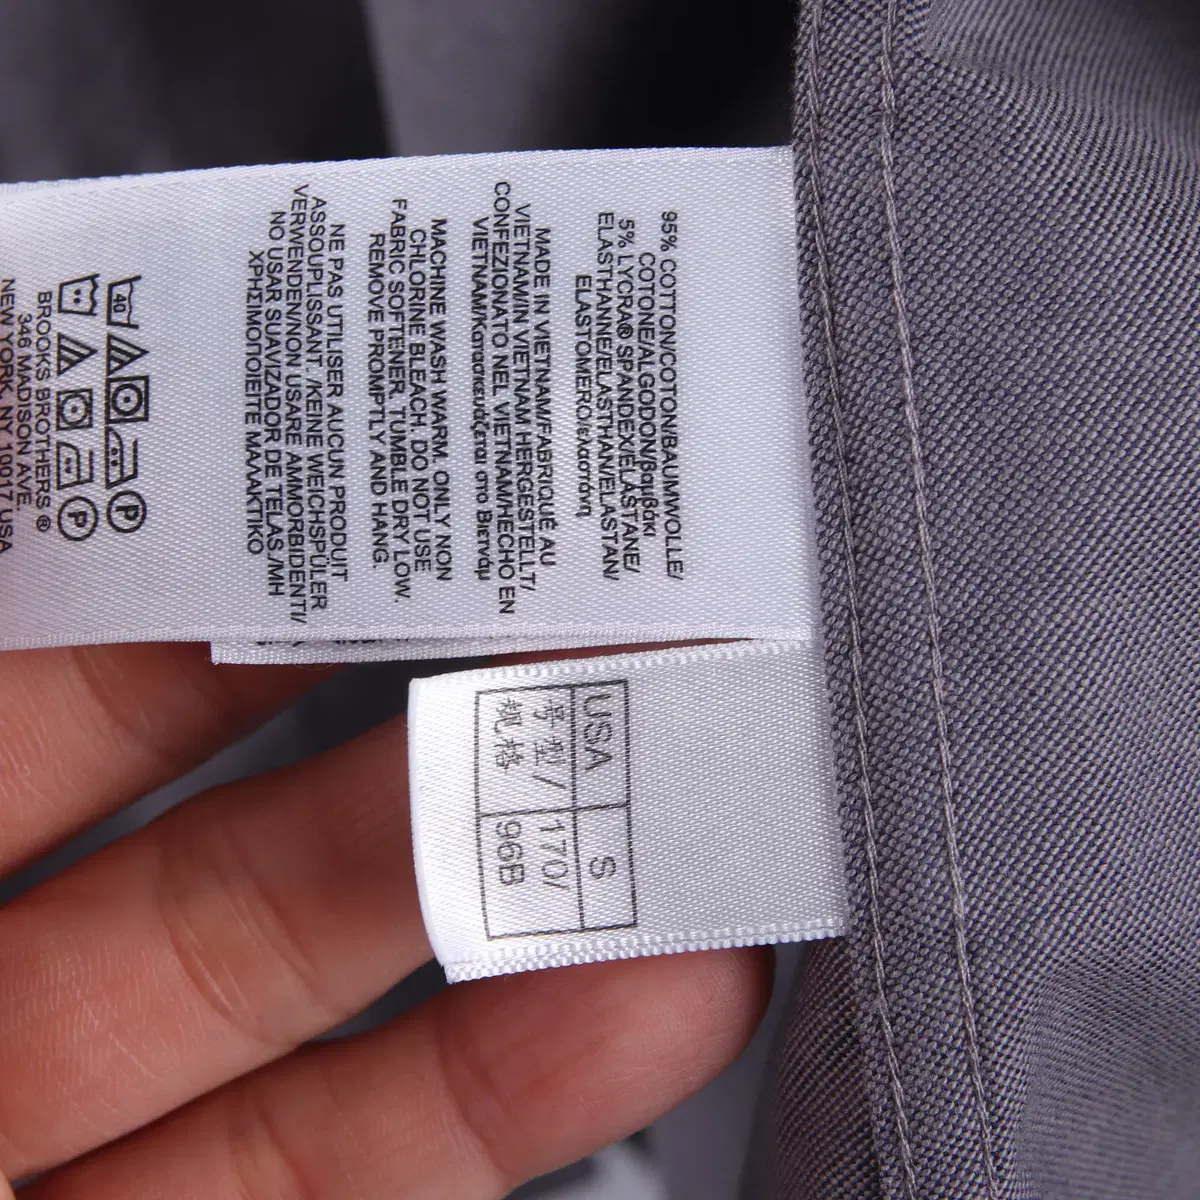 95% COTTON/COTON/BAUMWOLLE/
COTONE/ALGODON/βαμβάκι
5% LYCRA® SPANDEX/ÉLASTANE/
ELASTHANNE/ELASTHAN/ELASTAN/
ELASTOMERO/ελαστάνη
MADE IN VIETNAM/FABRIQUÉ AU
VIETNAM/IN VIETNAM HERGESTELLT/
CONFEZIONATO NEL VIETNAM/HECHO EN
VIETNAM/Κατασκευάζεται στο Βιετνάμ
MACHINE WASH WARM. ONLY NON
CHLORINE BLEACH. DO NOT USE
FABRIC SOFTENER. TUMBLE DRY LOW.
REMOVE PROMPTLY AND HANG.
NE PAS UTILISER AUCUN PRODUIT
ASSOUPLISSANT. /KEINE WEICHSPÜLER
VERWENDEN/NON USARE AMMORBIDENTI/
NO USAR SUAVIZADOR DE TELAS./ΜΗ
ΧΡΗΣΙΜΟΠΟΙΕΙΤΕ ΜΑΛΑΚΤΙΚΟ
40 P
P
BROOKS BROTHERS ®
346 MADISON AVE.
NEW YORK, NY 10017 USA
USA S
号型/ 170/
规格 96B